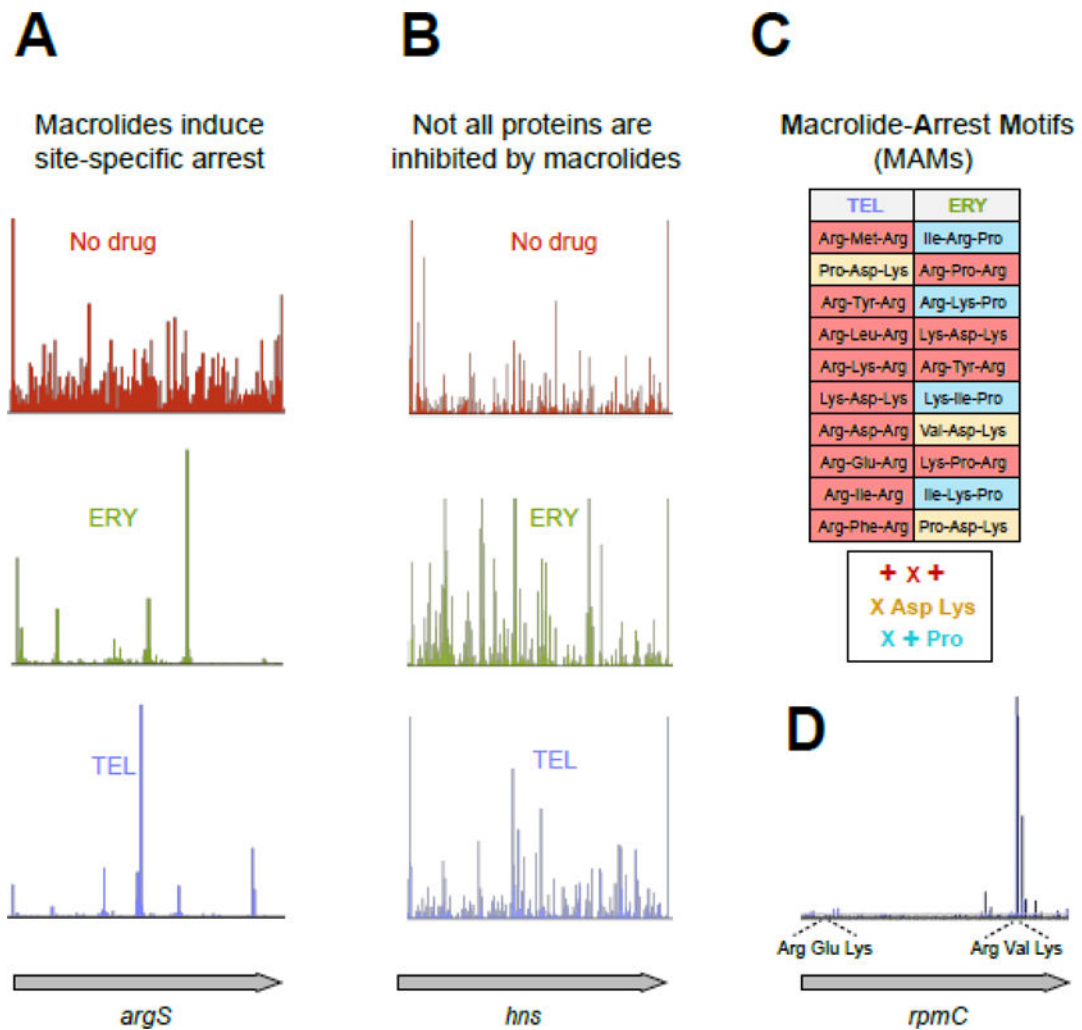 A
Macrolides induce
site-specific arrest
No drug
ERY
TEL
argS
B
Not all proteins are
inhibited by macrolides
No drug
ERY
TEL
hns
C
Macrolide-Arrest Motifs
(MAMs)
TEL ERY
Arg-Met-Arg Ile-Arg-Pro
Pro-Asp-Lys Arg-Pro-Arg
Arg-Tyr-Arg Arg-Lys-Pro
Arg-Leu-Arg Lys-Asp-Lys
Arg-Lys-Arg Arg-Tyr-Arg
Lys-Asp-Lys Lys-Ile-Pro
Arg-Asp-Arg Val-Asp-Lys
Arg-Glu-Arg Lys-Pro-Arg
Arg-Ile-Arg Ile-Lys-Pro
Arg-Phe-Arg Pro-Asp-Lys
+ X +
X Asp Lys
X + Pro
D
Arg Glu Lys Arg Val Lys
rpmC